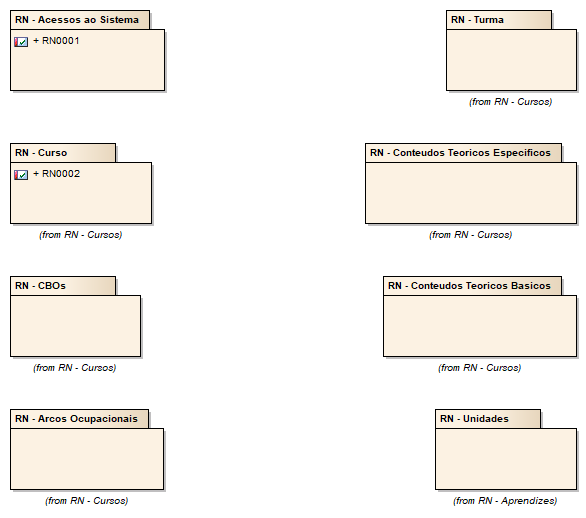 RN - Acessos ao Sistema
+ RN0001
RN - Turma
(from RN - Cursos)
RN - Curso
+ RN0002
(from RN - Cursos)
RN - Conteudos Teoricos Especificos
(from RN - Cursos)
RN - CBOs
(from RN - Cursos)
RN - Conteudos Teoricos Basicos
(from RN - Cursos)
RN - Arcos Ocupacionais
(from RN - Cursos)
RN - Unidades
(from RN - Aprendizes)